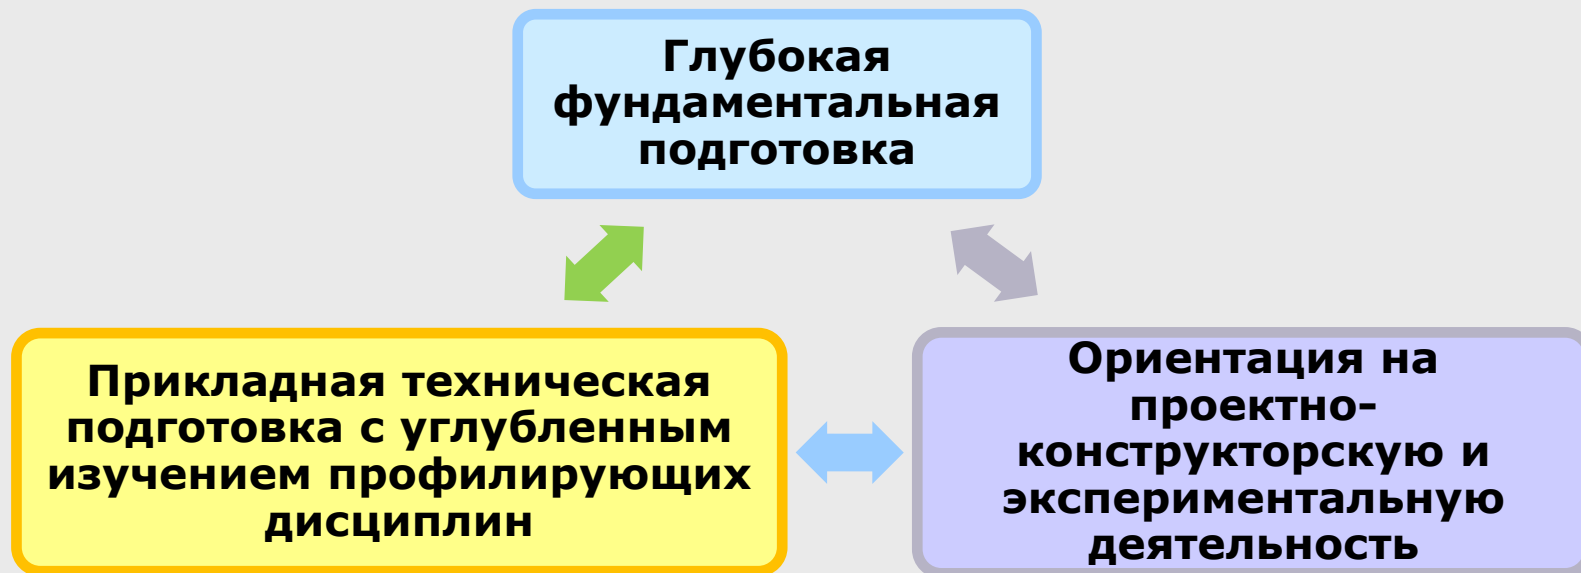 Глубокая
фундаментальная
подготовка
Прикладная техническая
подготовка с углубленным
изучением профилирующих
дисциплин
Ориентация на
проектно-
конструкторскую и
экспериментальную
деятельность